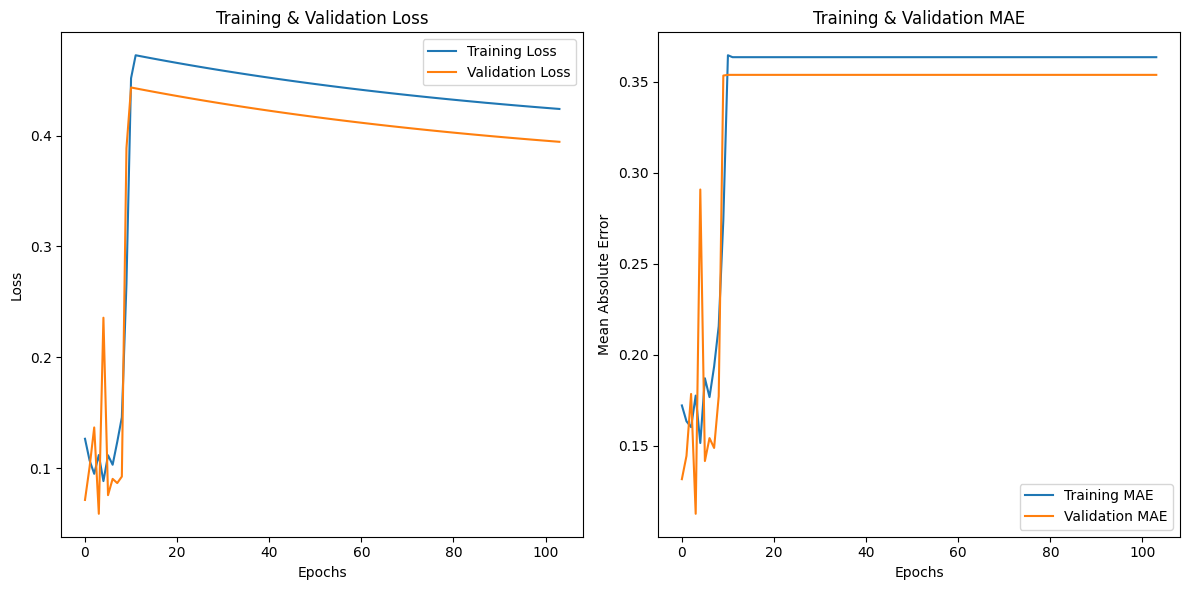 Training & Validation Loss
Training Loss
Validation Loss
0.4
0.3
0.2
0.1
Loss
0
20
40
60
80
100
Epochs
Training & Validation MAE
0.35
0.30
0.25
0.20
0.15
Mean Absolute Error
Training MAE
Validation MAE
0
20
40
60
80
100
Epochs